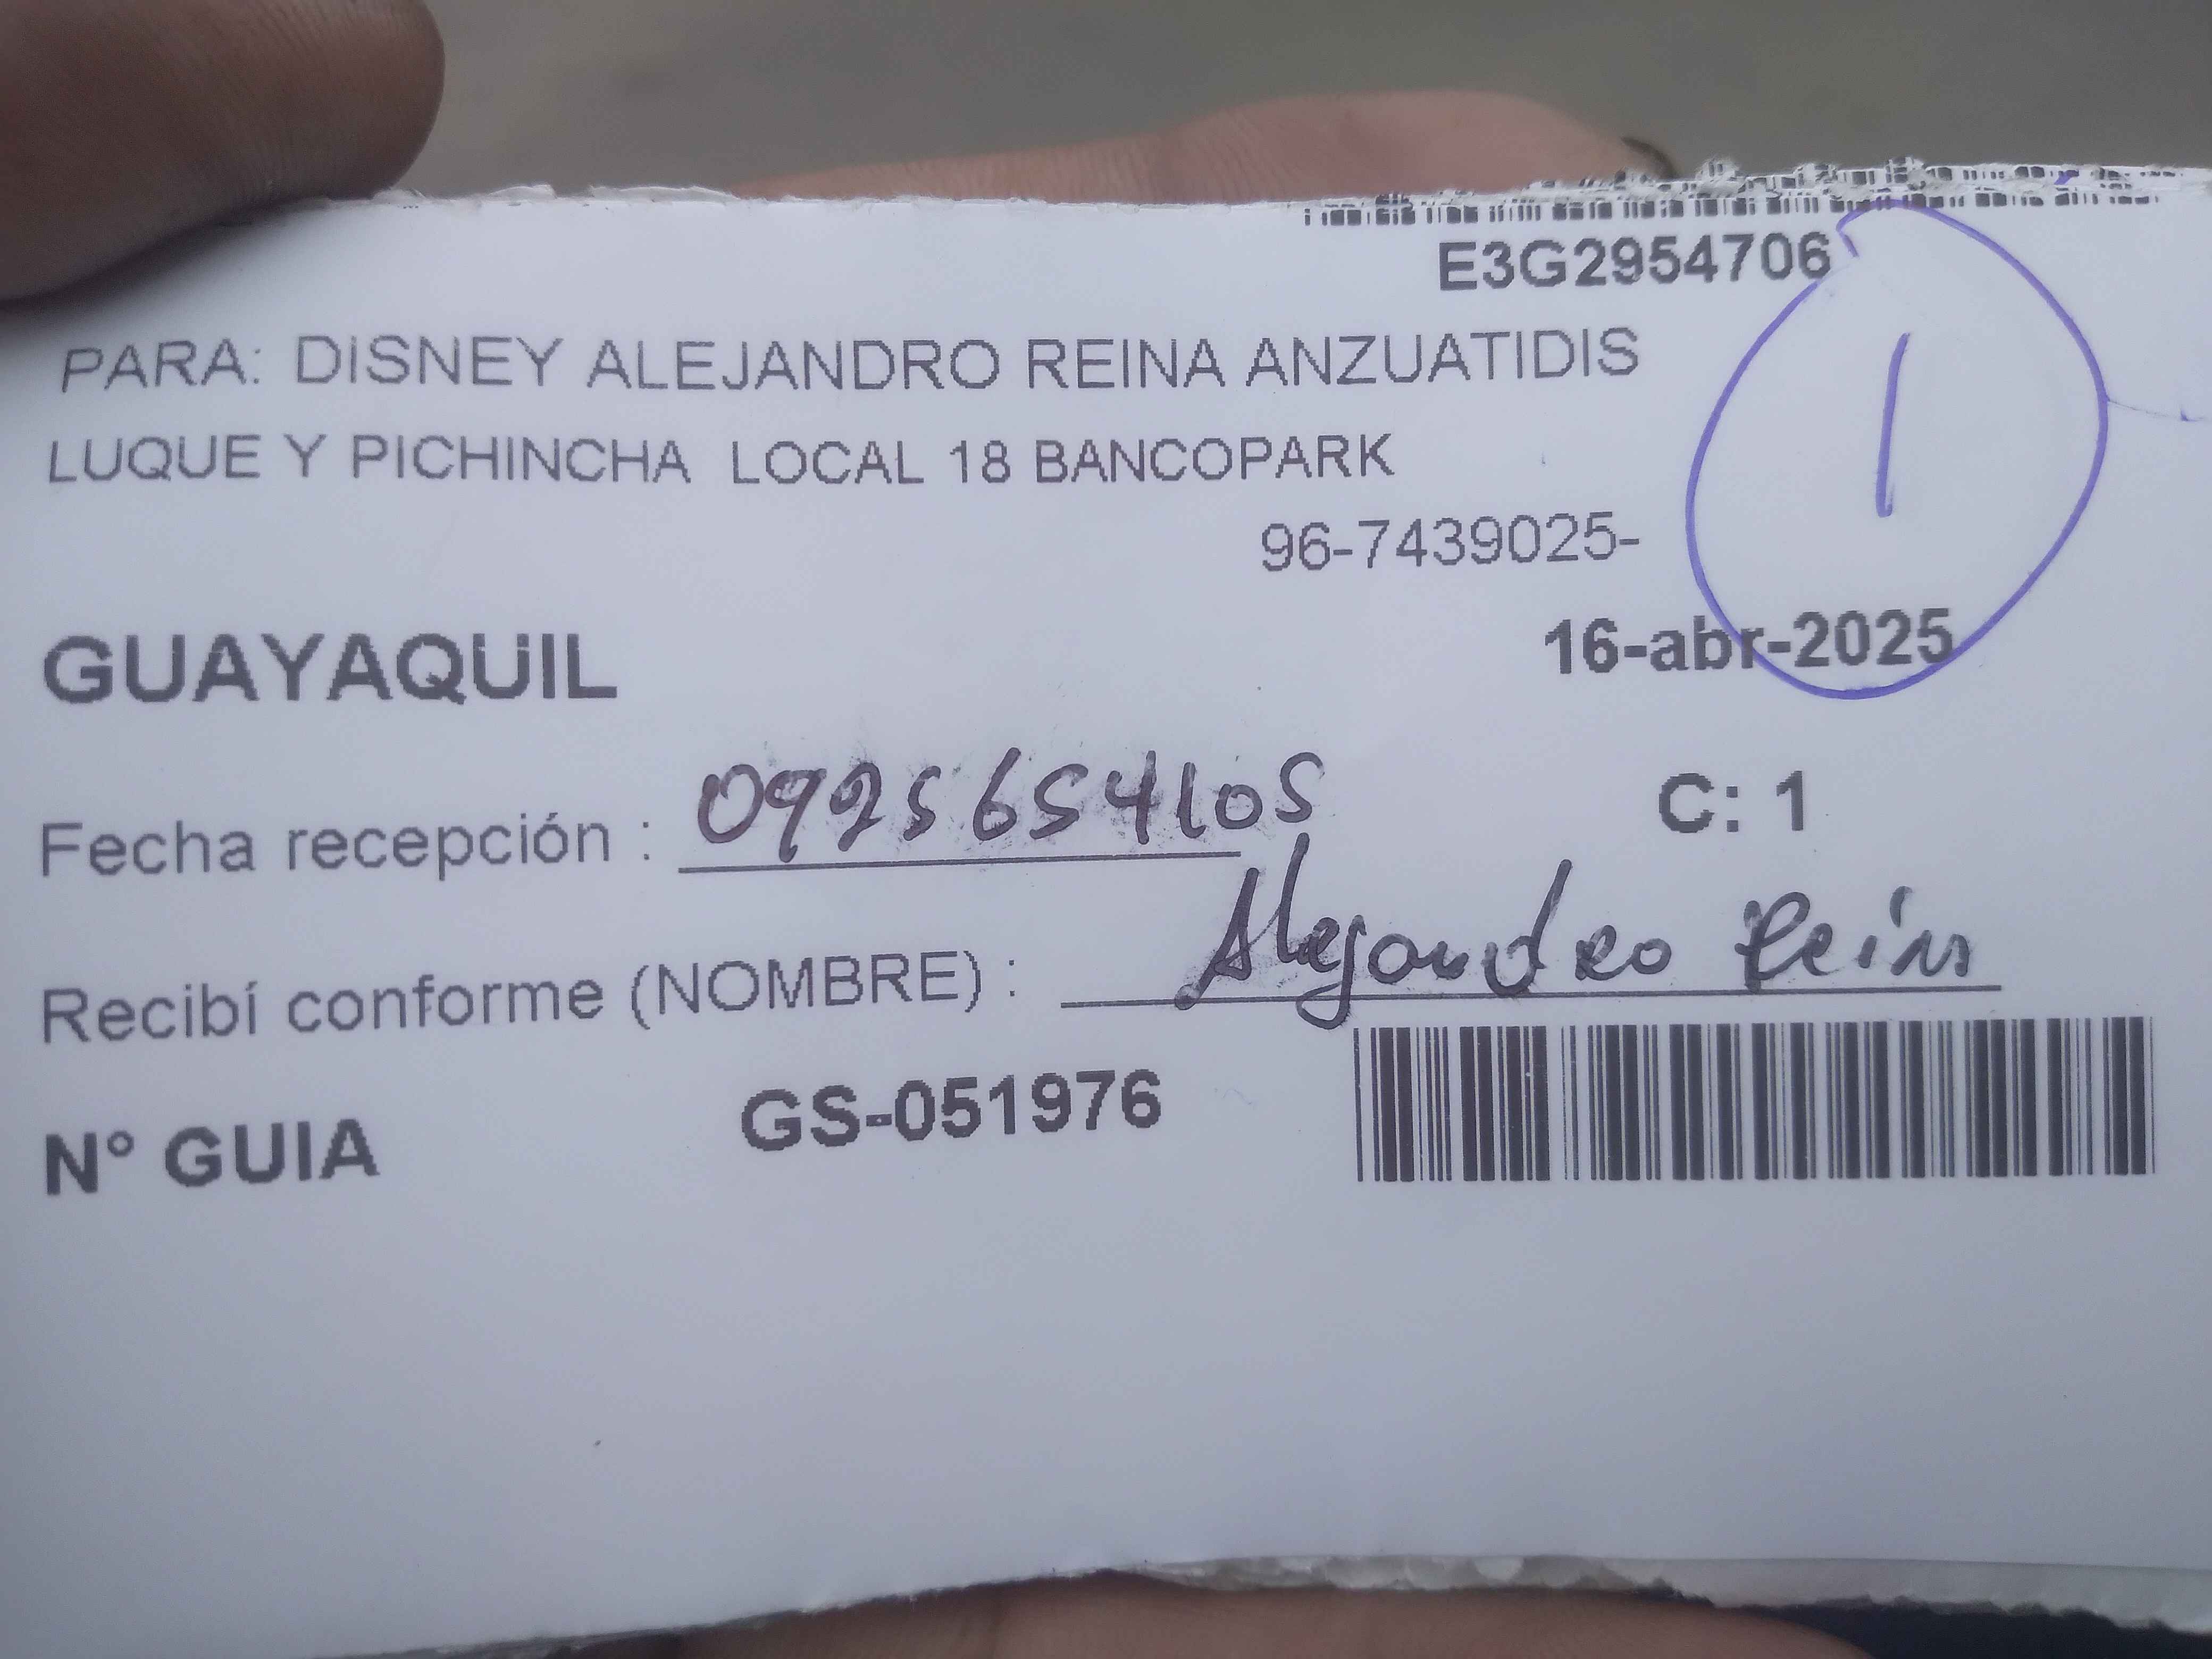 E3G2954706
PARA: DISNEY ALEJANDRO REINA ANZUATIDIS
1
LUQUE Y PICHINCHA LOCAL 18 BANCOPARK
96-7439025-
GUAYAQUIL 16-abr-2025
Fecha recepción : 0925654105 C: 1
Recibí conforme (NOMBRE) : Alejandro Reina
N° GUIA GS-051976